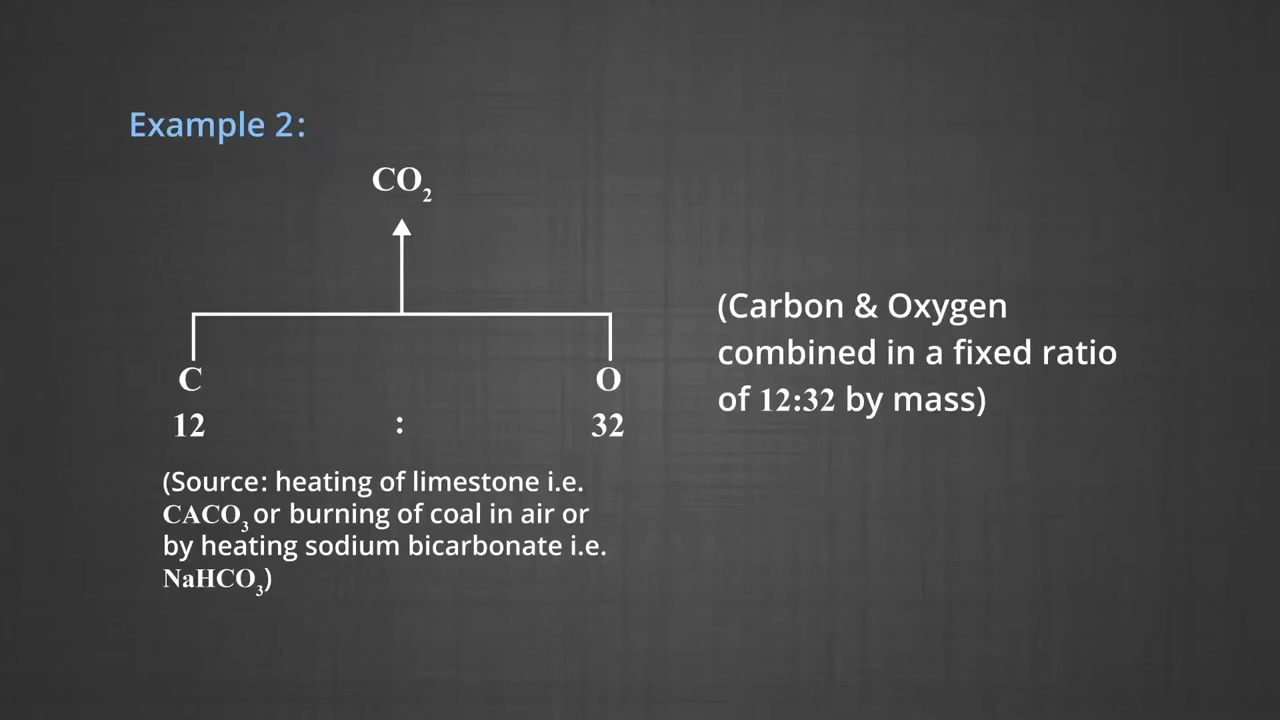 Example 2:
CO₂
C
O
12 : 32
(Carbon & Oxygen
combined in a fixed ratio
of 12:32 by mass)
(Source: heating of limestone i.e.
CACO₃ or burning of coal in air or
by heating sodium bicarbonate i.e.
NaHCO₃)